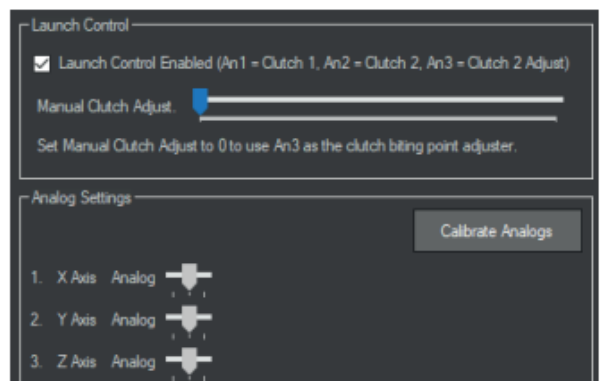 Launch Control
Launch Control Enabled (An1 = Clutch 1, An2 = Clutch 2, An3 = Clutch 2 Adjust)
Manual Clutch Adjust.
Set Manual Clutch Adjust to 0 to use An3 as the clutch biting point adjuster.
Analog Settings
Calibrate Analogs
1. X Axis Analog
2. Y Axis Analog
3. Z Axis Analog